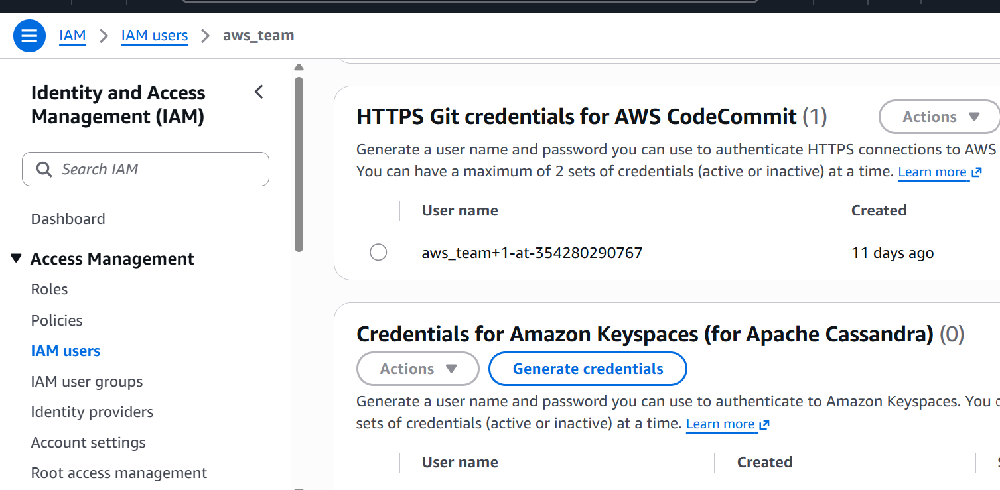 IAM > IAM users > aws_team
Identity and Access
Management (IAM)
Search IAM
Dashboard
Access Management
Roles
Policies
IAM users
IAM user groups
Identity providers
Account settings
Root access management
HTTPS Git credentials for AWS CodeCommit (1)
Actions
Generate a user name and password you can use to authenticate HTTPS connections to AWS
You can have a maximum of 2 sets of credentials (active or inactive) at a time. Learn more
User name Created
aws_team+1-at-354280290767 11 days ago
Credentials for Amazon Keyspaces (for Apache Cassandra) (0)
Actions Generate credentials
Generate a user name and password you can use to authenticate to Amazon Keyspaces. You
sets of credentials (active or inactive) at a time. Learn more
User name Created